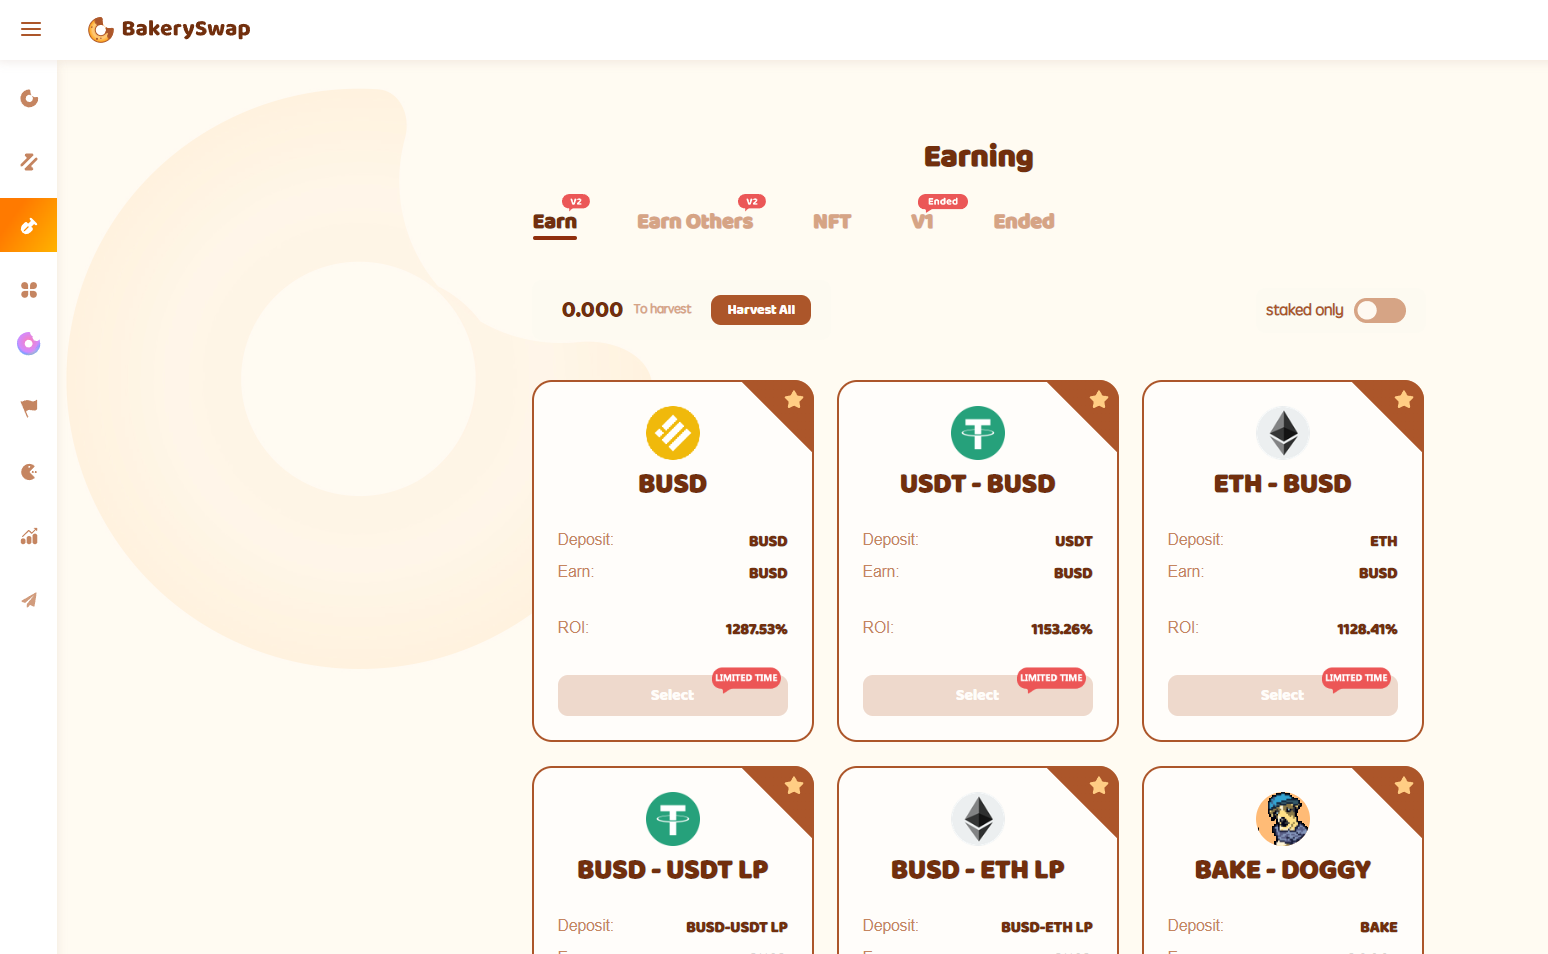 BakerySwap
Earning
V2 V2 Ended
Earn Earn Others NFT V1 Ended
0.000 To harvest Harvest All staked only
BUSD USDT - BUSD ETH - BUSD
Deposit: BUSD Deposit: USDT Deposit: ETH
Earn: BUSD Earn: BUSD Earn: BUSD
ROI: 1287.53% ROI: 1153.26% ROI: 1128.41%
LIMITED TIME LIMITED TIME LIMITED TIME
Select Select Select
BUSD - USDT LP BUSD - ETH LP BAKE - DOGGY
Deposit: BUSD-USDT LP Deposit: BUSD-ETH LP Deposit: BAKE